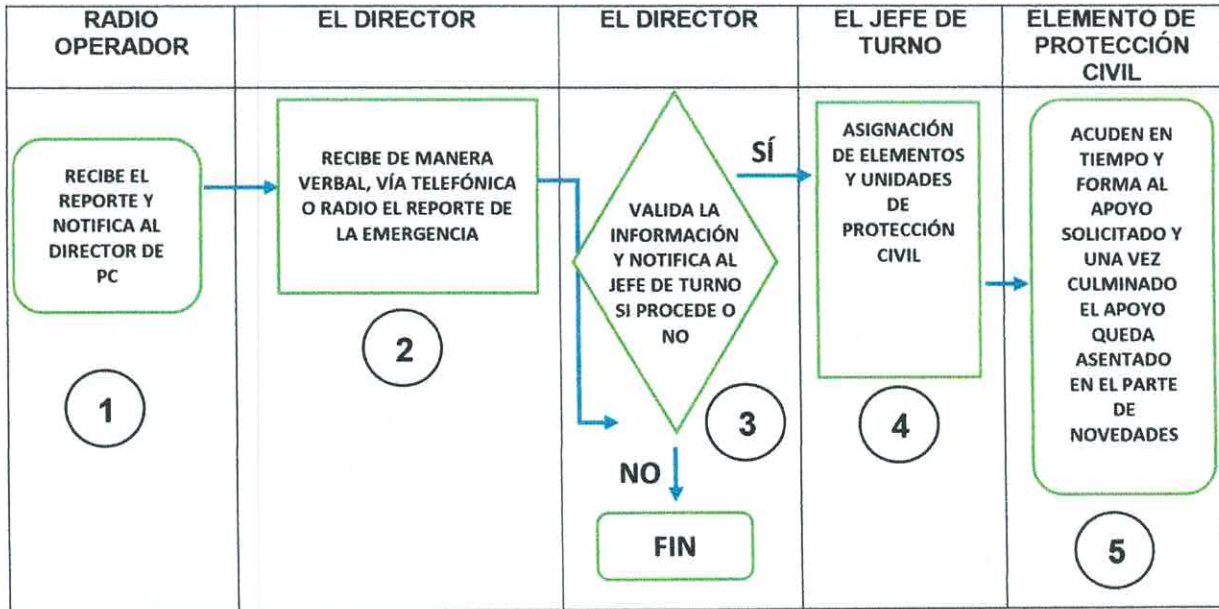 RADIO
OPERADOR
EL DIRECTOR
EL DIRECTOR
EL JEFE DE
TURNO
ELEMENTO DE
PROTECCIÓN
CIVIL
RECIBE EL
REPORTE Y
NOTIFICA AL
DIRECTOR DE
PC
1
RECIBE DE MANERA
VERBAL, VÍA TELEFÓNICA
O RADIO EL REPORTE DE
LA EMERGENCIA
2
VALIDA LA
INFORMACIÓN
Y NOTIFICA AL
JEFE DE TURNO
SI PROCEDE O
NO
3
SÍ
NO
FIN
ASIGNACIÓN
DE ELEMENTOS
Y UNIDADES
DE
PROTECCIÓN
CIVIL
4
ACUDEN EN
TIEMPO Y
FORMA AL
APOYO
SOLICITADO Y
UNA VEZ
CULMINADO
EL APOYO
QUEDA
ASENTADO
EN EL PARTE
DE
NOVEDADES
5